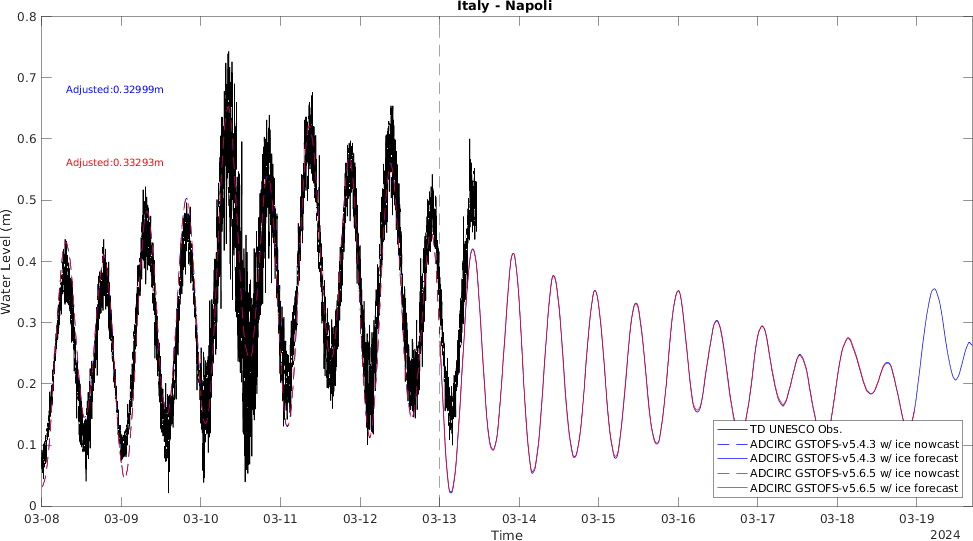 Italy - Napoli
0.8
0.7
0.6
0.5
0.4
0.3
0.2
0.1
0
Water Level (m)
Adjusted:0.32999m
Adjusted:0.33293m
TD UNESCO Obs.
ADCIRC GSTOFS-v5.4.3 w/ ice nowcast
ADCIRC GSTOFS-v5.4.3 w/ ice forecast
ADCIRC GSTOFS-v5.6.5 w/ ice nowcast
ADCIRC GSTOFS-v5.6.5 w/ ice forecast
03-08 03-09 03-10 03-11 03-12 03-13 03-14 03-15 03-16 03-17 03-18 03-19
Time
2024